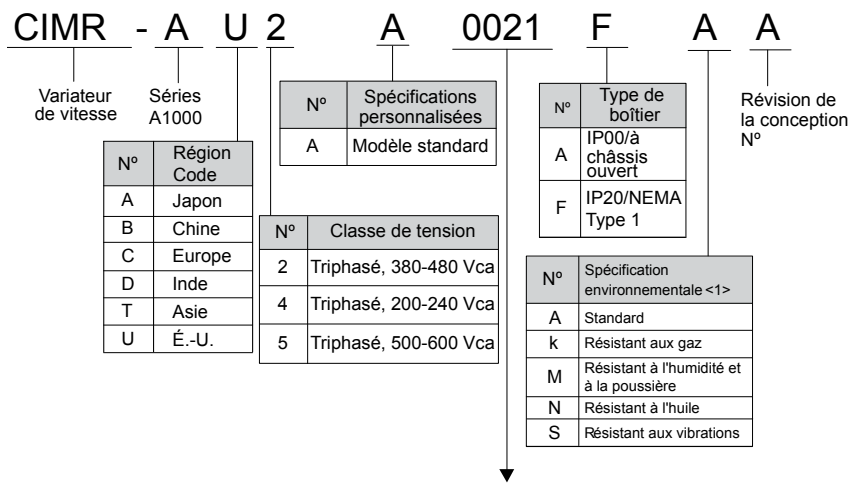 CIMR - A U 2 A 0021 F A A
Variateur
de vitesse
Séries
A1000
Nº Région
Code
A Japon
B Chine
C Europe
D Inde
T Asie
U É.-U.
Nº Classe de tension
2 Triphasé, 380-480 Vca
4 Triphasé, 200-240 Vca
5 Triphasé, 500-600 Vca
Nº Spécifications
personnalisées
A Modèle standard
Nº Type de
boîtier
A IP00/à
châssis
ouvert
F IP20/NEMA
Type 1
Nº Spécification
environnementale <1>
A Standard
k Résistant aux gaz
M Résistant à l'humidité et
à la poussière
N Résistant à l'huile
S Résistant aux vibrations
Révision de
la conception
Nº